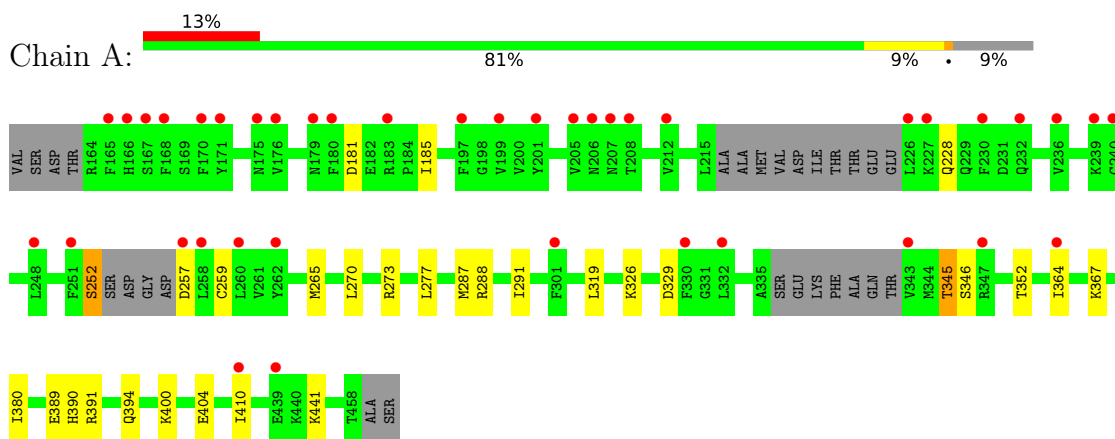 13%
Chain A:
81% 9% • 9%
VAL SER ASP THR R164 F165 H166 S167 F168 S169 F170 Y171 N175 V176 N179 F180 D181 E182 R183 P184 I185 F197 G198 V199 V200 Y201 V205 N206 N207 T208 V212 L215 ALA ALA MET VAL ASP ILE THR THR GLU GLU L226 K227 Q228 Q229 F230 D231 Q232 V236 K239
L248 F251 S252 SER ASP GLY ASP D257 L258 C259 L260 V261 Y262 M265 L270 R273 L277 M287 R288 I291 F301 L319 K326 D329 F330 G331 L332 A335 SER GLU LYS PHE ALA GLN THR V343 M344 T345 S346 R347 T352 I364 K367
I380 E389 H390 R391 Q394 K400 E404 I410 E439 K440 K441 T458 ALA SER